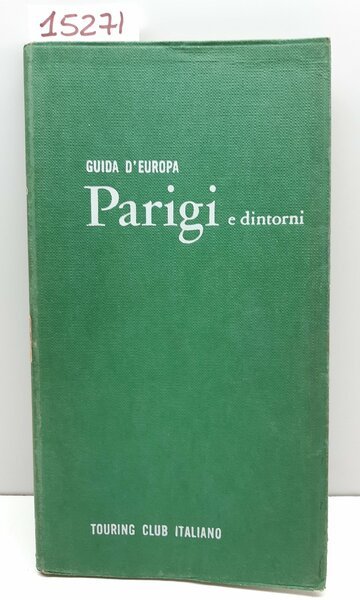 15271
GUIDA D'EUROPA
Parigi e dintorni
TOURING CLUB ITALIANO